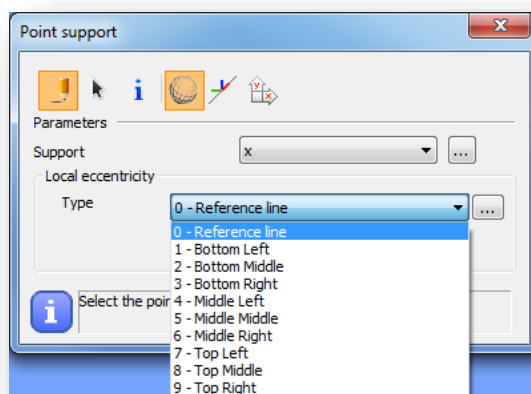 Point support
Parameters
Support
x
...
Local eccentricity
Type
0 - Reference line
...
0 - Reference line
1 - Bottom Left
2 - Bottom Middle
3 - Bottom Right
4 - Middle Left
5 - Middle Middle
6 - Middle Right
7 - Top Left
8 - Top Middle
9 - Top Right
Select the poi